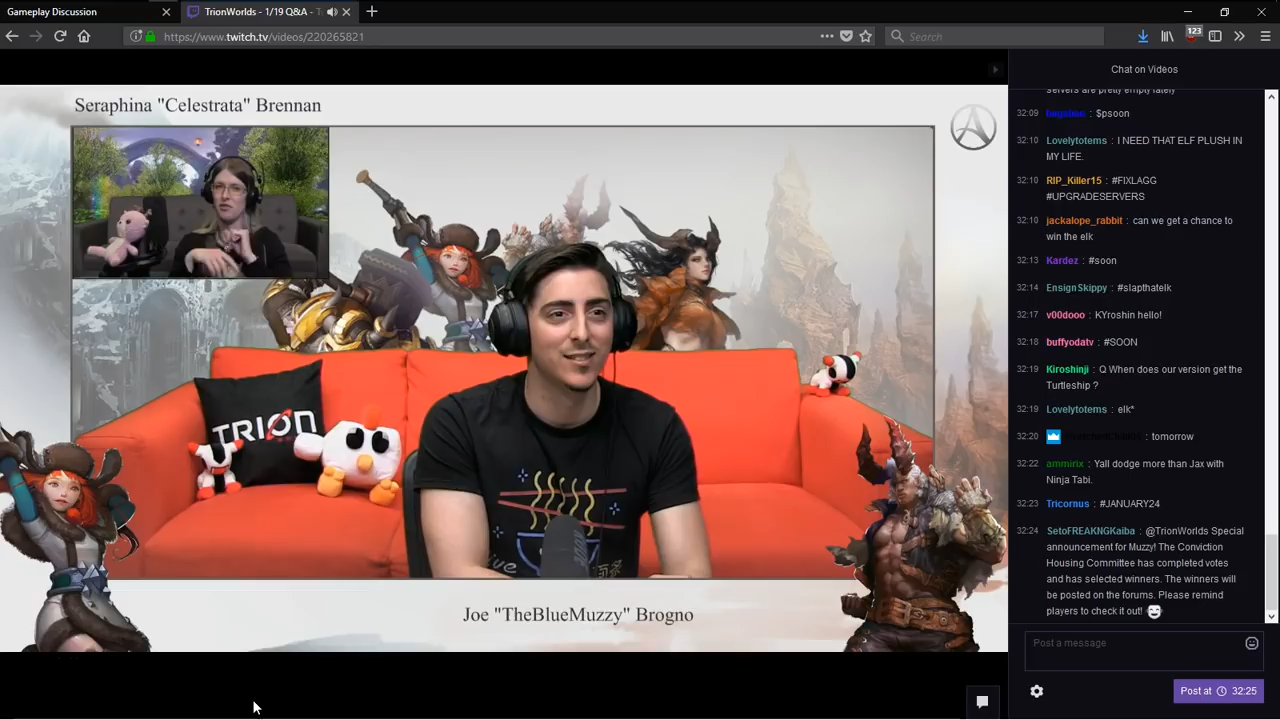 Gameplay Discussion
TrionWorlds - 1/19 Q&A - T
https://www.twitch.tv/videos/220265821
Search
123
Seraphina "Celestrata" Brennan
TRION
Joe "TheBlueMuzzy" Brogno
Chat on Videos
servers are pretty empty lately
32:09 : $psoon
32:10 Lovelytotems : I NEED THAT ELF PLUSH IN
MY LIFE.
32:10 RIP_Killer15 : #FIXLAGG
#UPGRADESERVERS
32:10 jackalope_rabbit : can we get a chance to
win the elk
32:13 Kardez : #soon
32:14 EnsignSkippy : #slapthatelk
32:17 v00dooo : KYroshin hello!
32:18 buffyodatv : #SOON
32:19 Kiroshinji : Q When does our version get the
Turtleship ?
32:19 Lovelytotems : elk*
32:20 : tomorrow
32:22 ammirix : Yall dodge more than Jax with
Ninja Tabi.
32:23 Tricornus : #JANUARY24
32:24 SetoFREAKNGKaiba : @TrionWorlds Special
announcement for Muzzy! The Conviction
Housing Committee has completed votes
and has selected winners. The winners will
be posted on the forums. Please remind
players to check it out!
Post a message
Post at 32:25